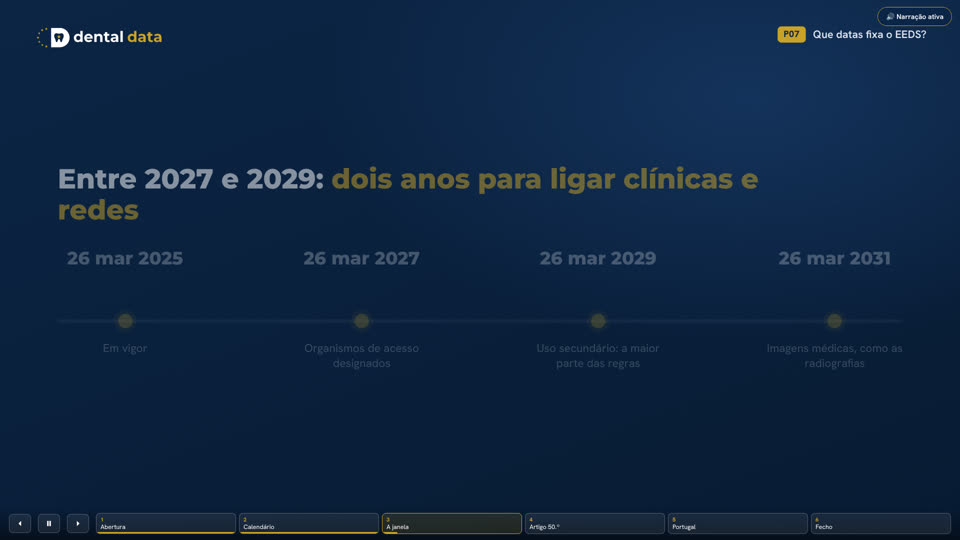 🔊 Narração ativa
dental data
P07 Que datas fixa o EEDS?
Entre 2027 e 2029: dois anos para ligar clínicas e
redes
26 mar 2025
26 mar 2027
26 mar 2029
26 mar 2031
Em vigor
Organismos de acesso
designados
Uso secundário: a maior
parte das regras
Imagens médicas, como as
radiografias
1
Abertura
2
Calendário
3
A janela
4
Artigo 50.º
5
Portugal
6
Fecho